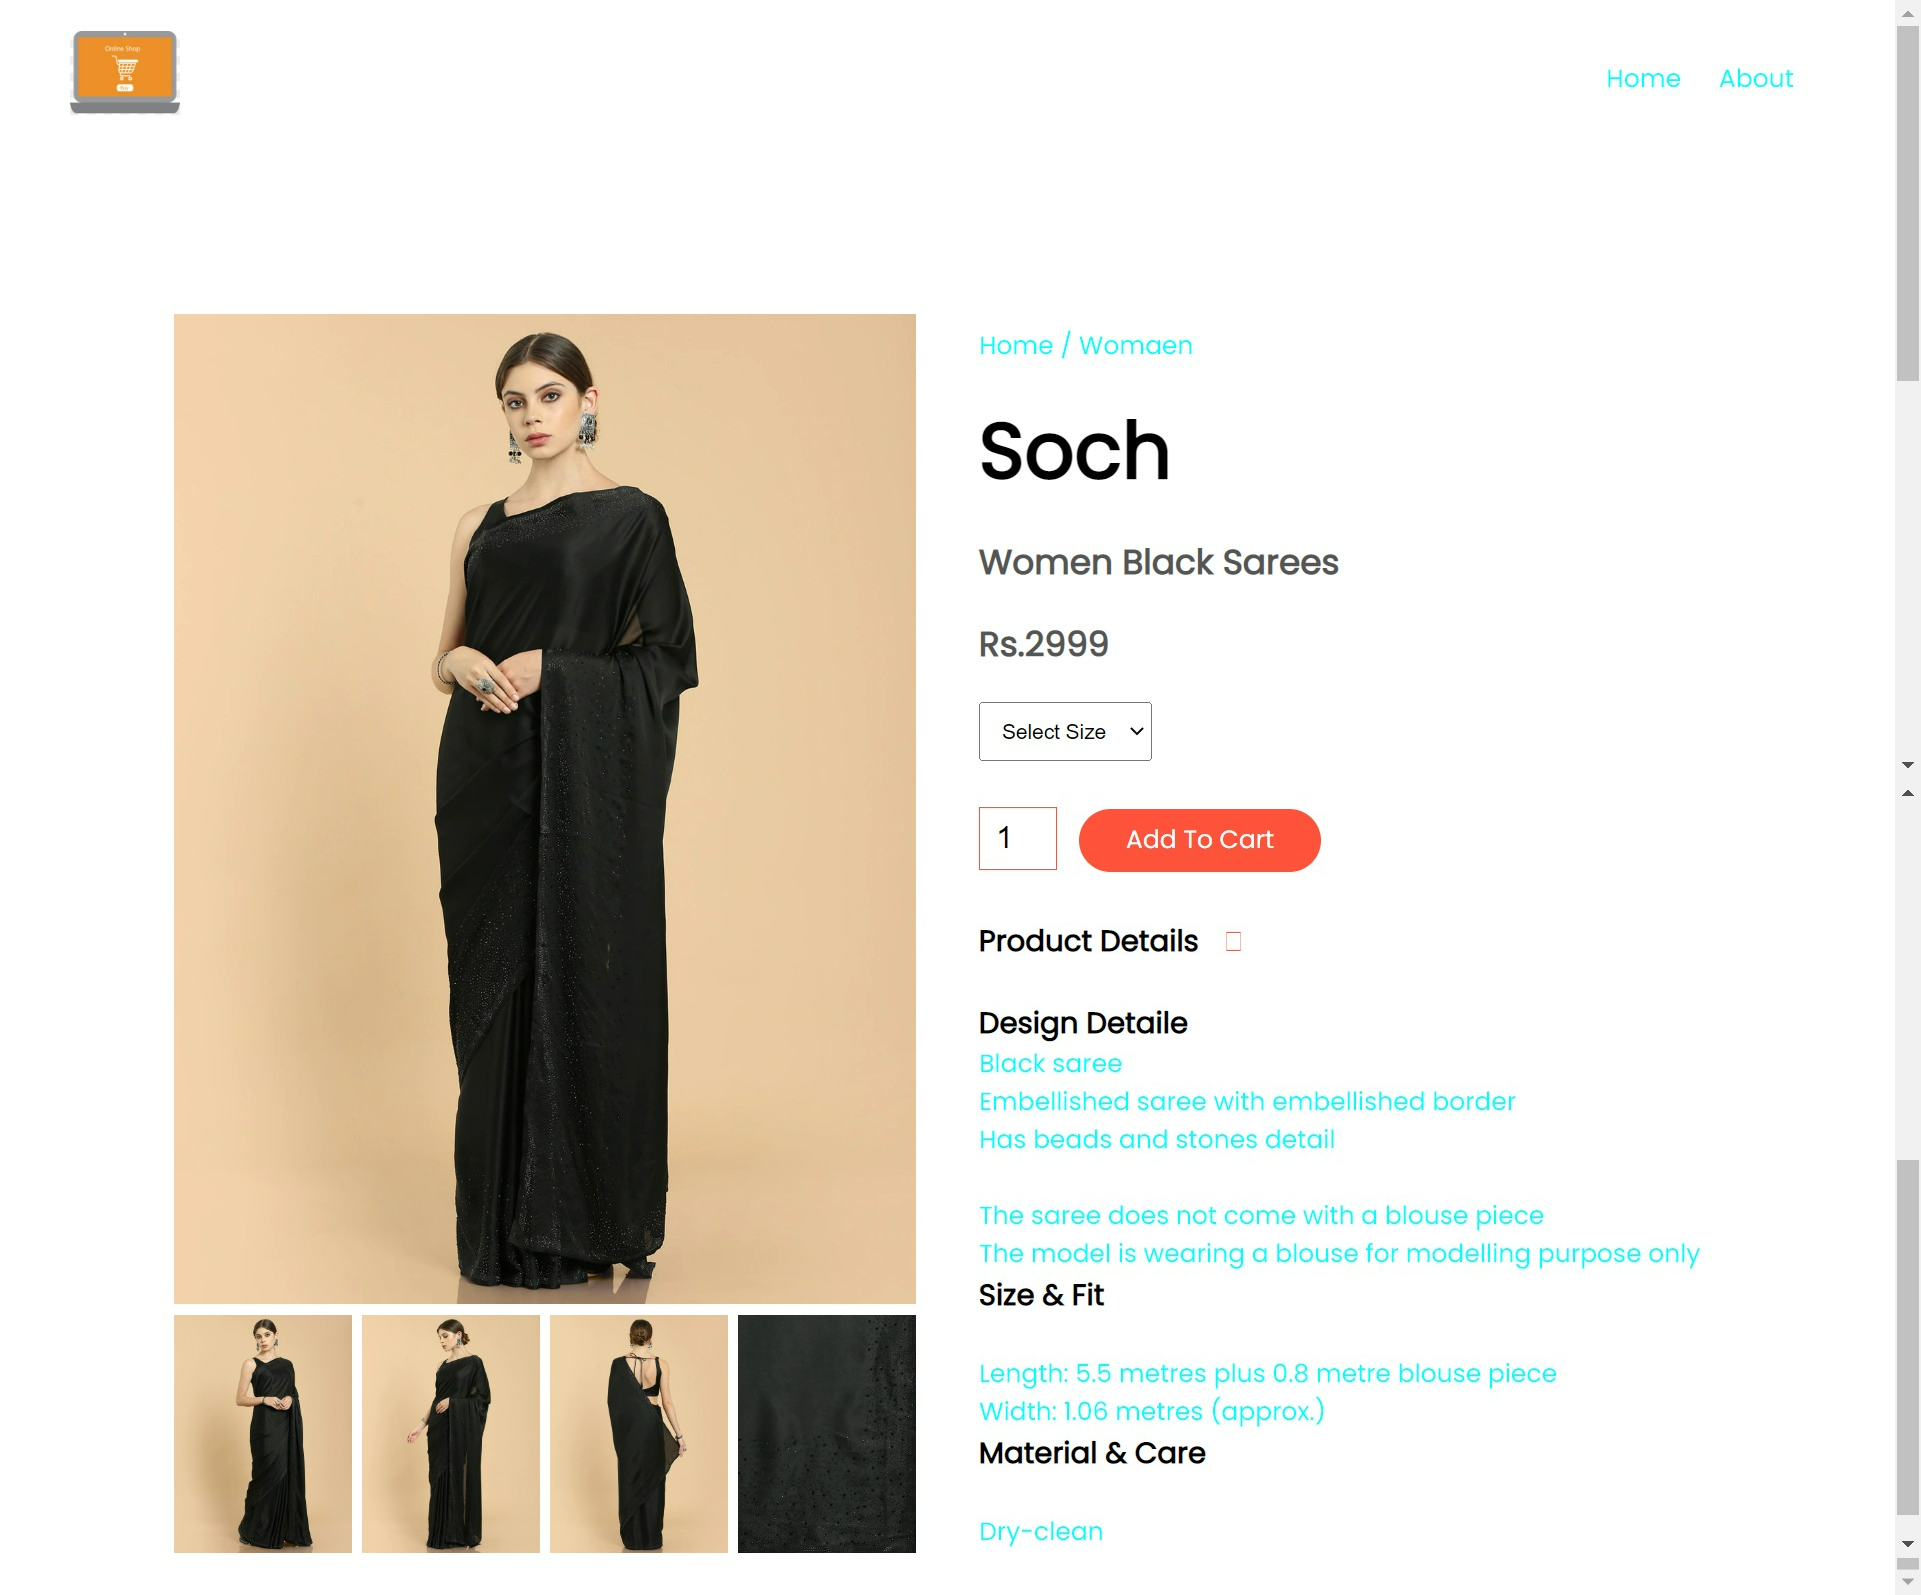 Online Shop
Buy
Home About
Home / Womaen
Soch
Women Black Sarees
Rs.2999
Select Size
1
Add To Cart
Product Details
Design Detaile
Black saree
Embellished saree with embellished border
Has beads and stones detail
The saree does not come with a blouse piece
The model is wearing a blouse for modelling purpose only
Size & Fit
Length: 5.5 metres plus 0.8 metre blouse piece
Width: 1.06 metres (approx.)
Material & Care
Dry-clean